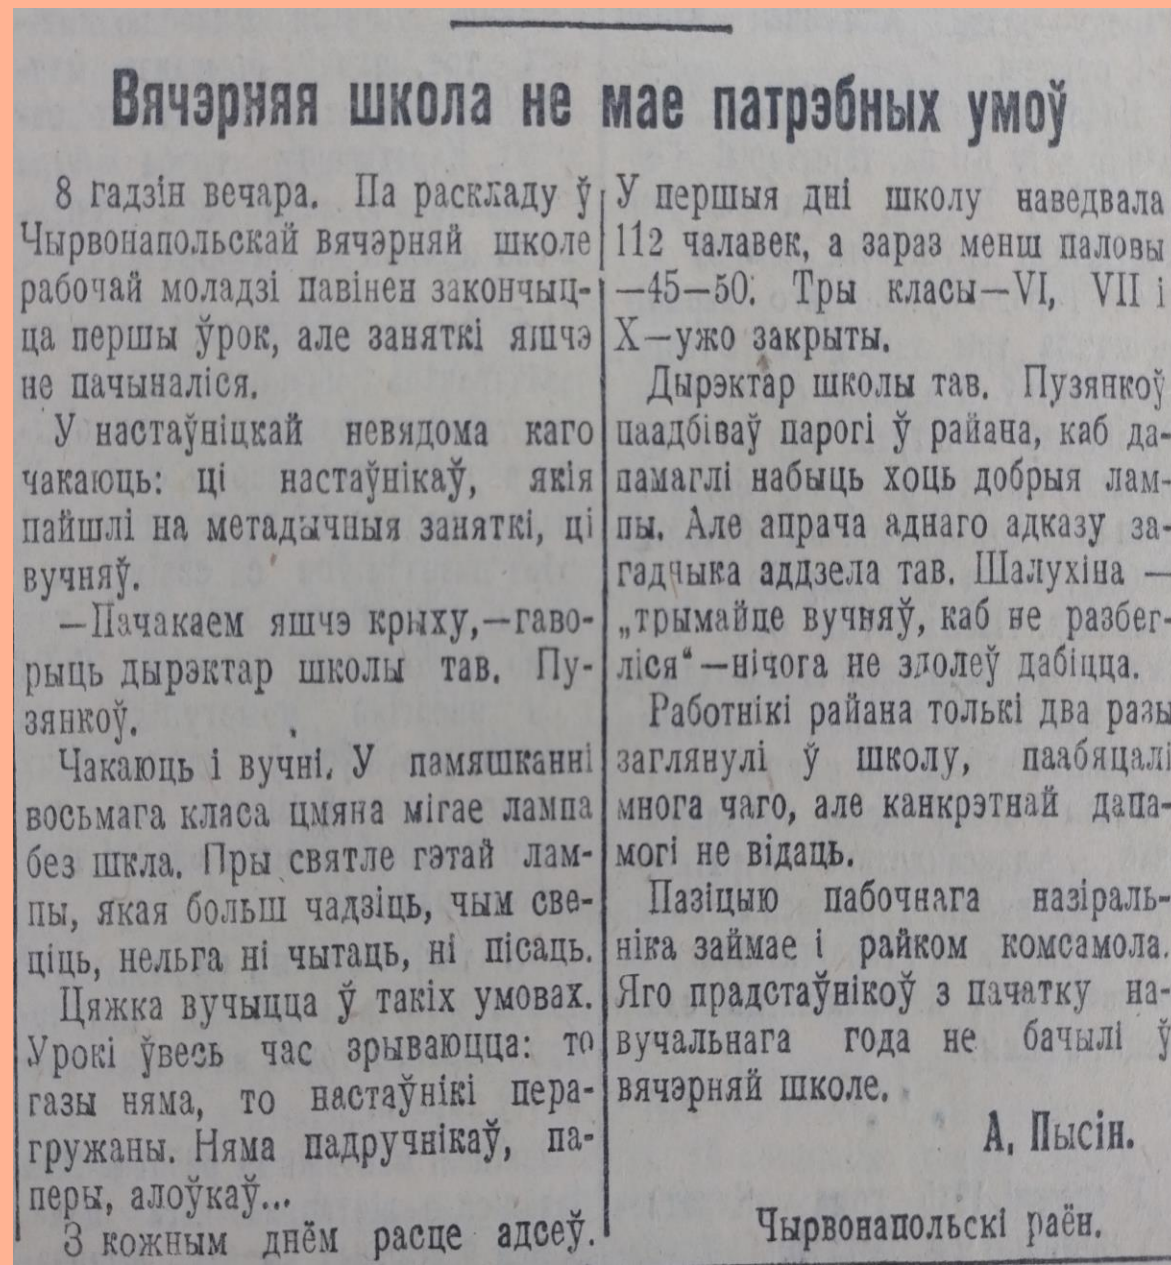 Вячэрняя школа не мае патрэбных умоў
8 гадзін вечара. Па раскладу ў
Чырвонапольскай вячэрняй школе
рабочай моладзі павінен закончыц-
ца першы ўрок, але заняткі яшчэ
не пачыналіся.
У настаўніцкай невядома каго
чакаюць: ці настаўнікаў, якія
пайшлі на метадычныя заняткі, ці
вучняў.
—Пачакаем яшчэ крыху,—гаво-
рыць дырэктар школы тав. Пу-
зянкоў.
Чакаюць і вучні. У памяшканні
восьмага класа цмяна мігае лампа
без шкла. Пры святле гэтай лам-
пы, якая больш чадзіць, чым све-
ціць, нельга ні чытаць, ні пісаць.
Цяжка вучыцца ў такіх умовах.
Урокі ўвесь час зрываюцца: то
газы няма, то настаўнікі пера-
гружаны. Няма падручнікаў, па-
перы, алоўкаў...
З кожным днём расце адсеў.
У першыя дні школу наведвала
112 чалавек, а зараз менш паловы
—45—50. Тры класы—VI, VII і
X—ужо закрыты.
Дырэктар школы тав. Пузянкоў
паадбіваў парогі ў райана, каб да-
памаглі набыць хоць добрыя лам-
пы. Але апрача аднаго адказу за-
гадчыка аддзела тав. Шалухіна —
„трымайце вучняў, каб не разбег-
ліся“—нічога не здолеў дабіцца.
Работнікі райана толькі два разы
заглянулі ў школу, паабяцалі
многа чаго, але канкрэтнай дапа-
могі не відаць.
Пазіцыю пабочнага назіраль-
ніка займае і райком комсамола.
Яго прадстаўнікоў з пачатку на-
вучальнага года не бачылі ў
вячэрняй школе.
А. Пысін.
Чырвонапольскі раён.